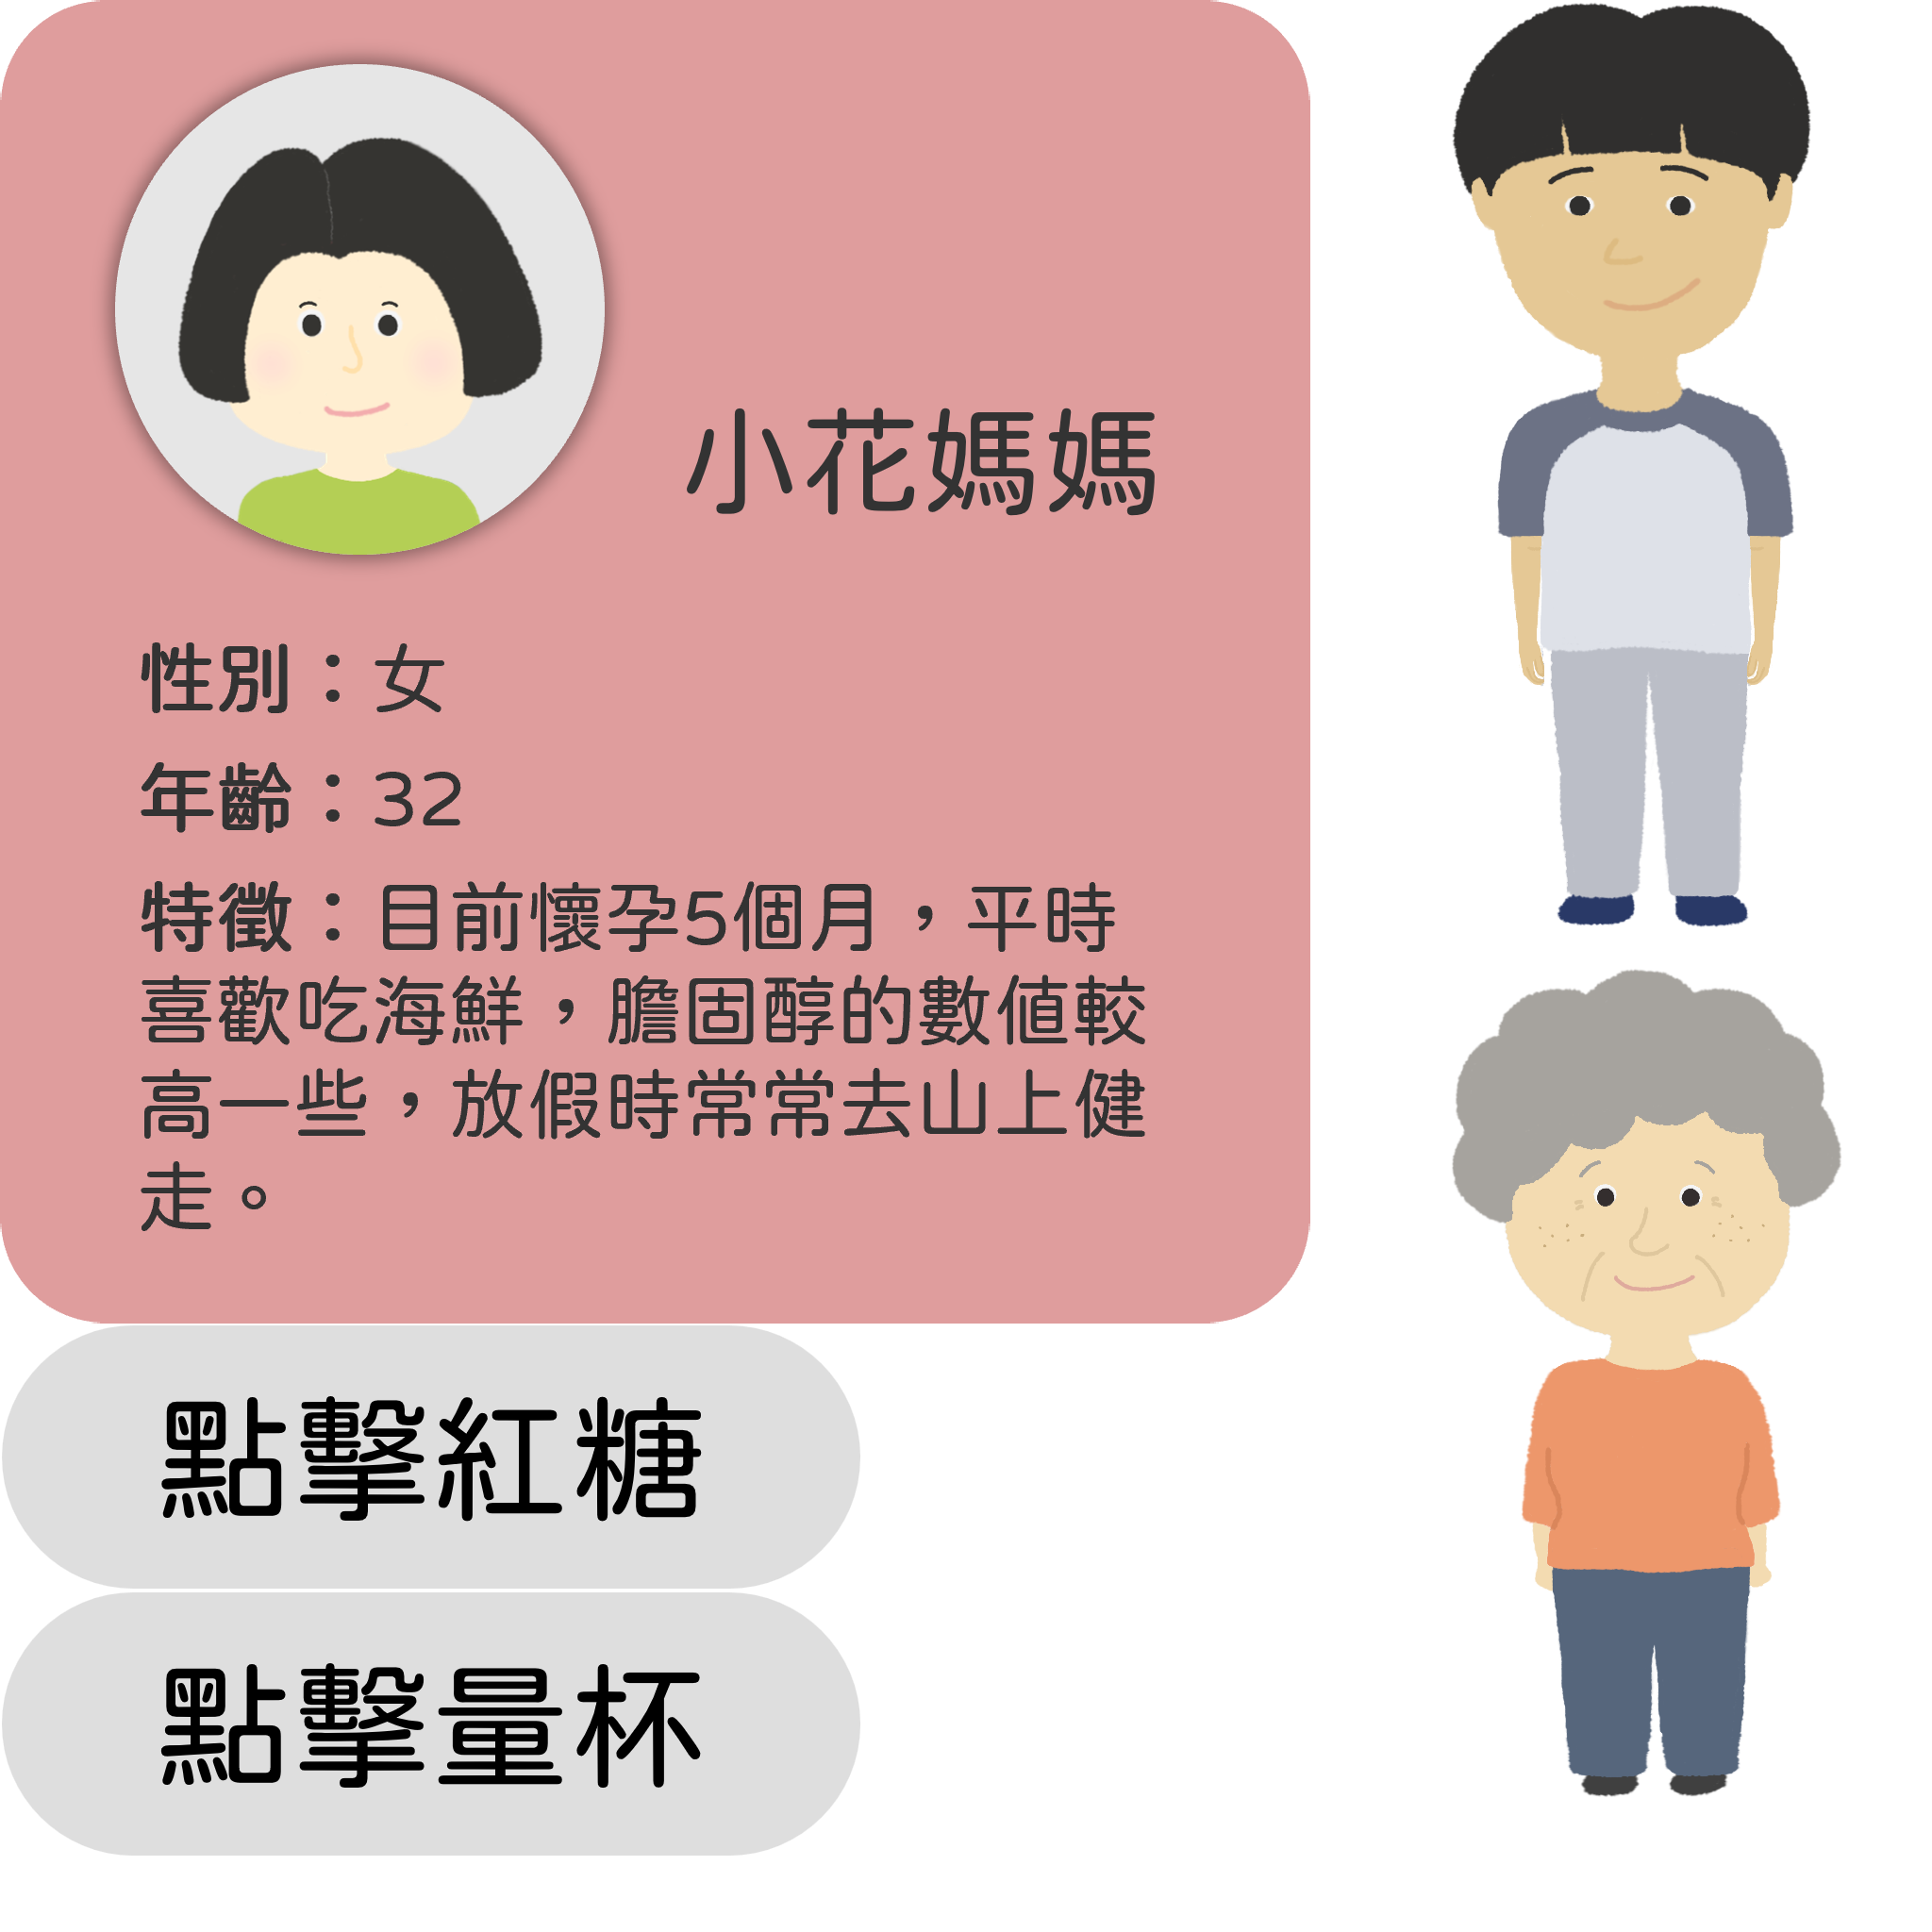 小花媽媽
性別：女
年齡：32
特徵：目前懷孕5個月，平時
喜歡吃海鮮，膽固醇的數值較
高一些，放假時常常去山上健
走。
點擊紅糖
點擊量杯